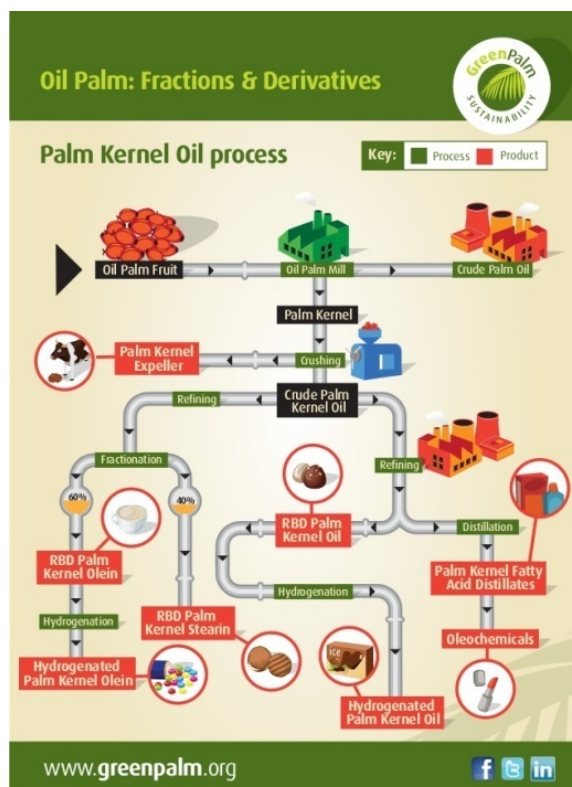 Oil Palm: Fractions & Derivatives
GreenPalm
SUSTAINABILITY
Palm Kernel Oil process
Key: Process Product
Oil Palm Fruit
Oil Palm Mill
Crude Palm Oil
Palm Kernel
Palm Kernel
Expeller
Crushing
Crude Palm
Kernel Oil
Refining
Refining
Fractionation
60%
40%
RBD Palm
Kernel Oil
Distillation
RBD Palm
Kernel Olein
Palm Kernel Fatty
Acid Distillates
Hydrogenation
Hydrogenation
RBD Palm
Kernel Stearin
Oleochemicals
Hydrogenated
Palm Kernel Olein
ice
Hydrogenated
Palm Kernel Oil
www.greenpalm.org
f
in